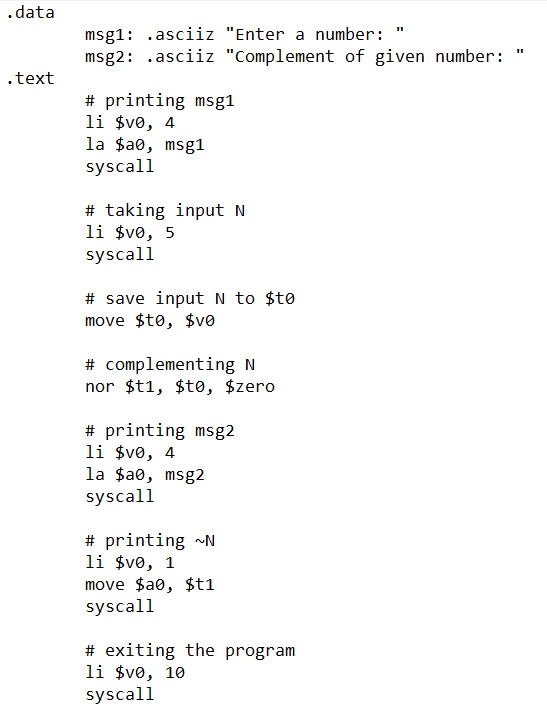 .data
msg1: .asciiz "Enter a number: "
msg2: .asciiz "Complement of given number: "
.text
# printing msg1
li $v0, 4
la $a0, msg1
syscall
# taking input N
li $v0, 5
syscall
# save input N to $t0
move $t0, $v0
# complementing N
nor $t1, $t0, $zero
# printing msg2
li $v0, 4
la $a0, msg2
syscall
# printing ~N
li $v0, 1
move $a0, $t1
syscall
# exiting the program
li $v0, 10
syscall